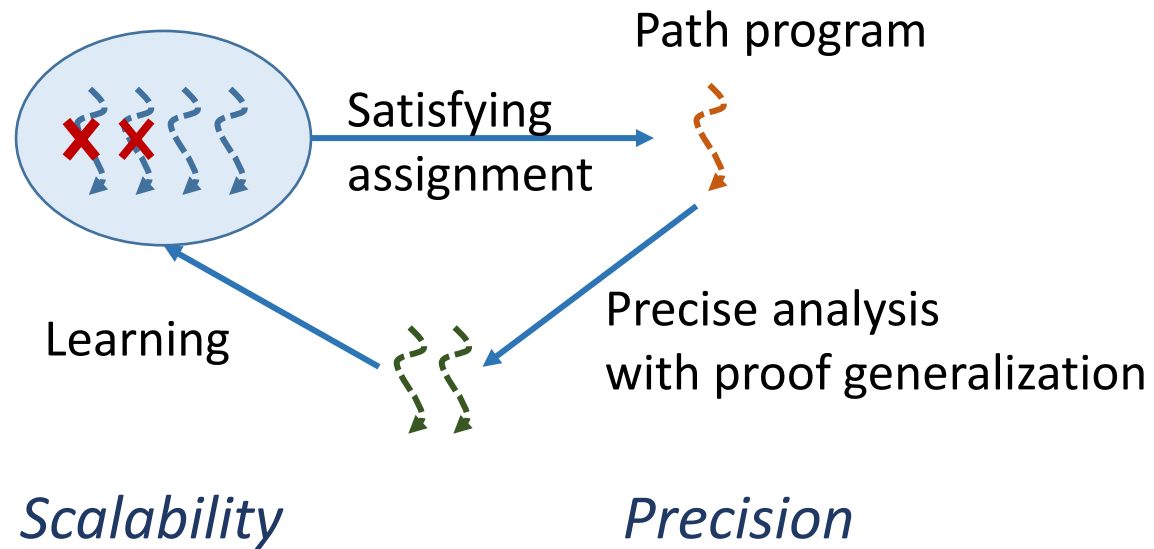 Path program
Satisfying
assignment
Precise analysis
with proof generalization
Learning
Scalability
Precision